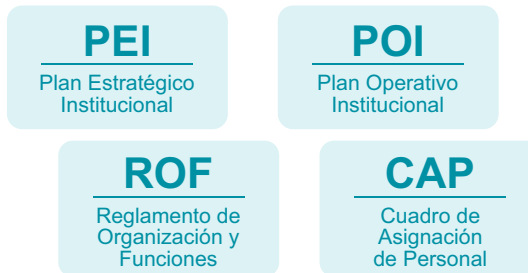 PEI
Plan Estratégico
Institucional
POI
Plan Operativo
Institucional
ROF
Reglamento de
Organización y
Funciones
CAP
Cuadro de
Asignación
de Personal